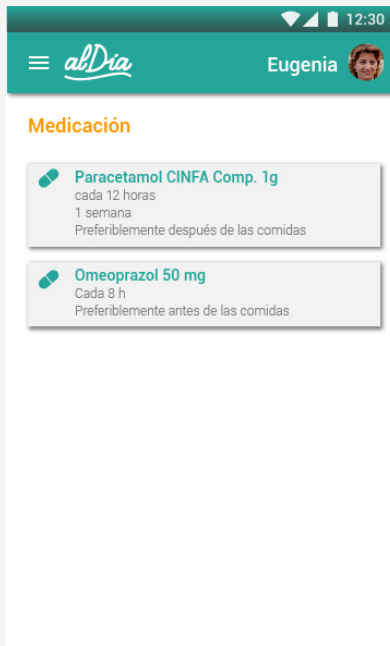 12:30
alDía
Eugenia
Medicación
Paracetamol CINFA Comp. 1g
cada 12 horas
1 semana
Preferiblemente después de las comidas
Omeoprazol 50 mg
Cada 8 h
Preferiblemente antes de las comidas